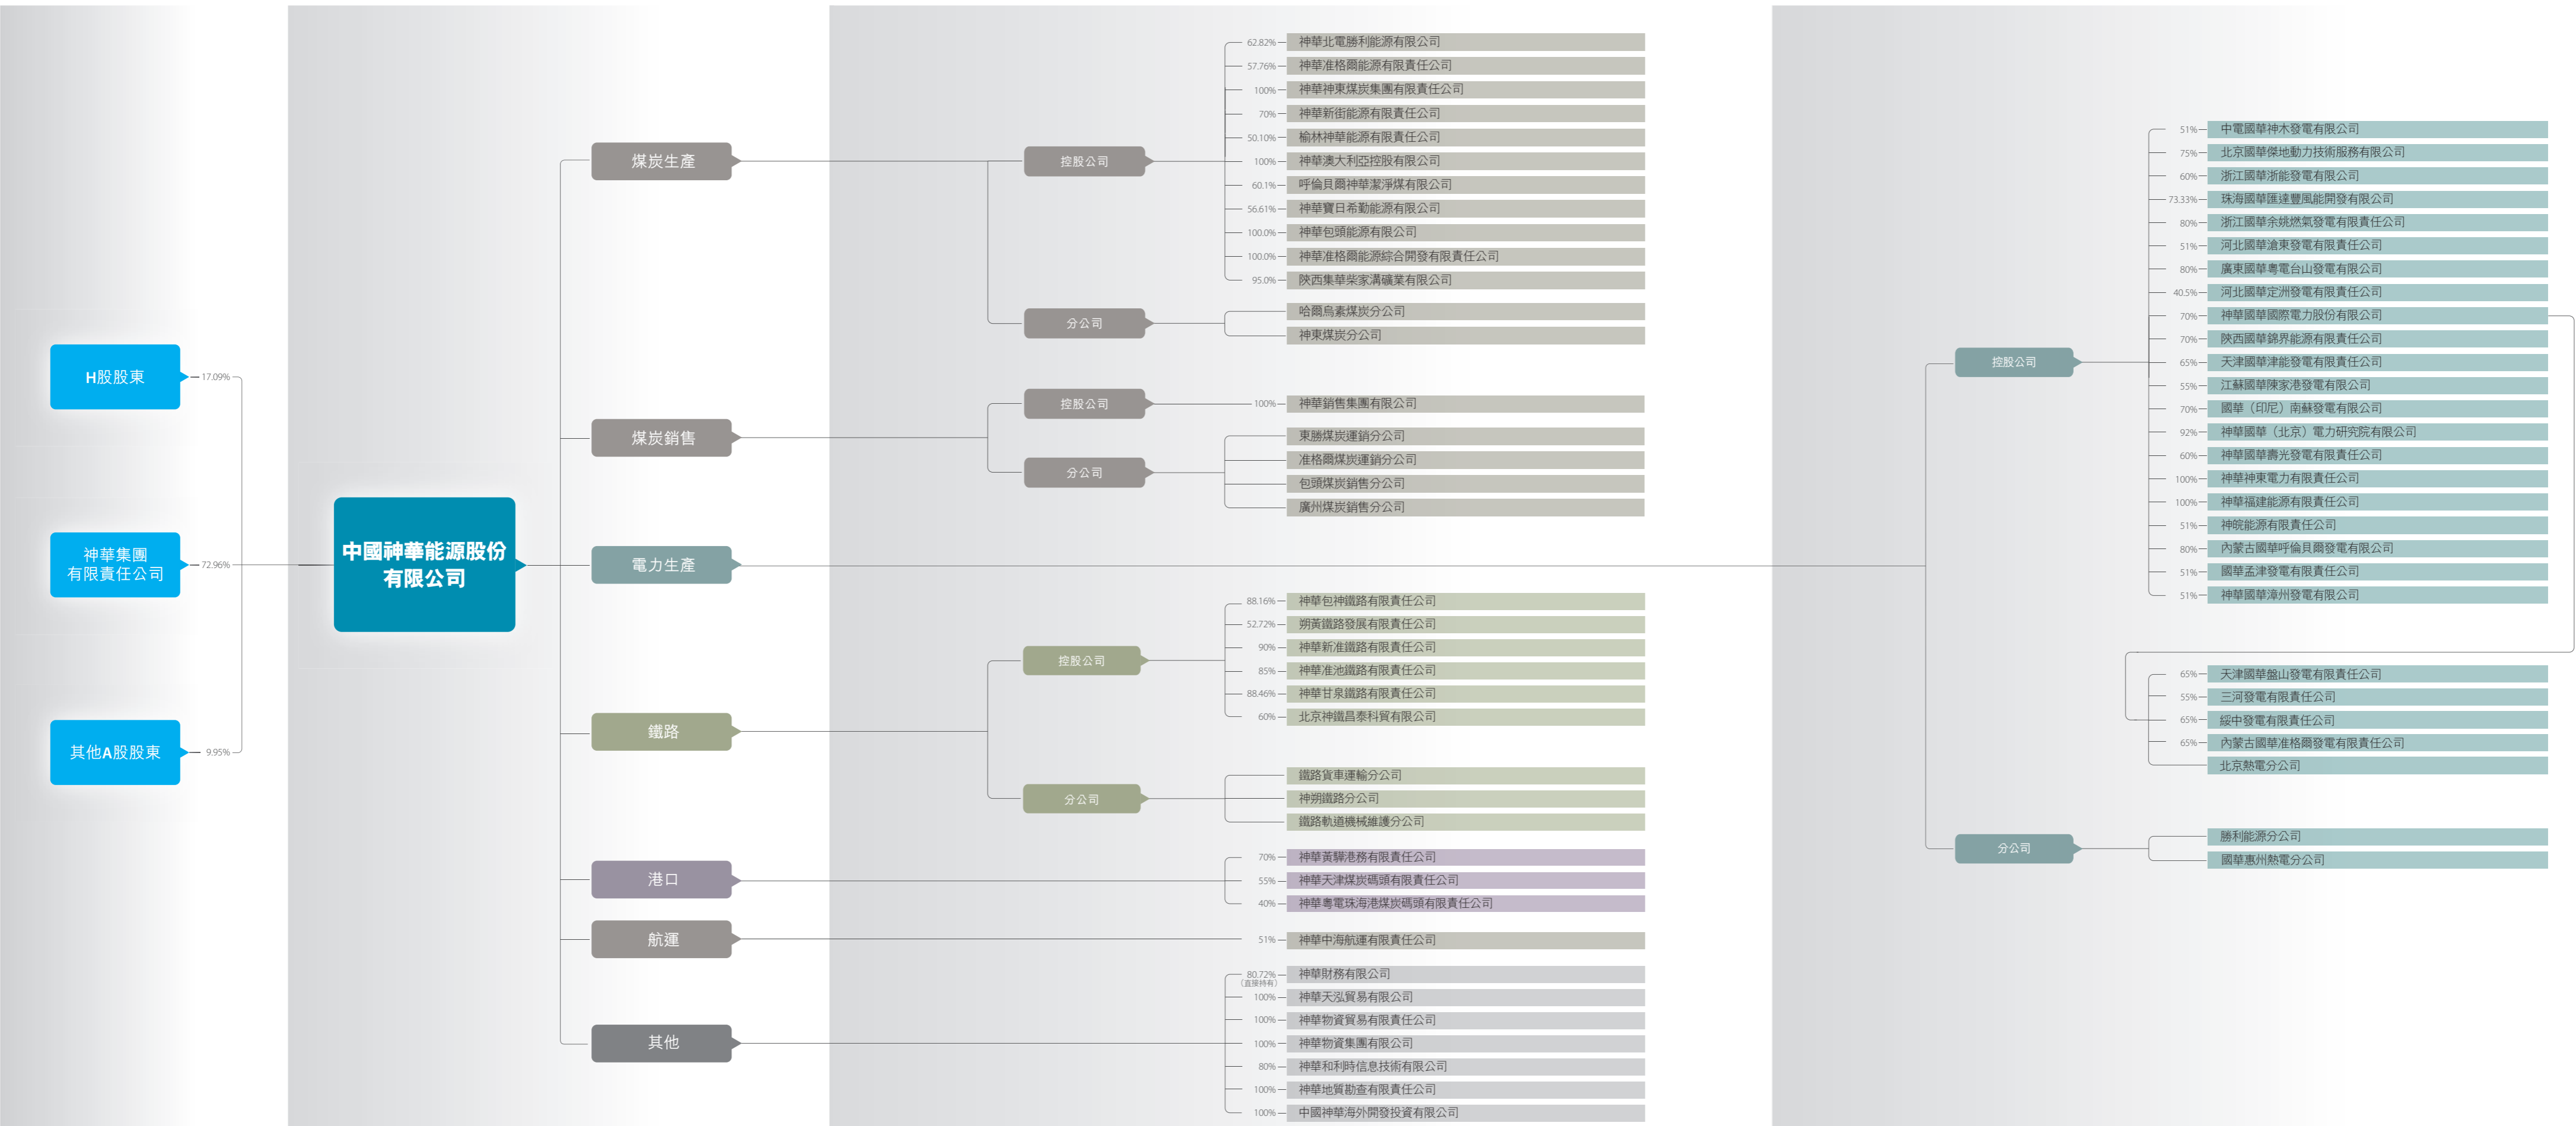 H股股東
17.09%
神華集團
有限責任公司
72.96%
其他A股股東
9.95%
中國神華能源股份
有限公司
煤炭生產
控股公司
62.82% 神華北電勝利能源有限公司
57.76% 神華准格爾能源有限責任公司
100% 神華神東煤炭集團有限責任公司
70% 神華新街能源有限責任公司
50.10% 榆林神華能源有限責任公司
100% 神華澳大利亞控股有限公司
60.1% 呼倫貝爾神華潔淨煤有限公司
56.61% 神華寶日希勤能源有限公司
100.0% 神華包頭能源有限公司
100.0% 神華准格爾能源綜合開發有限責任公司
95.0% 陝西集華柴家溝礦業有限公司
分公司
哈爾烏素煤炭分公司
神東煤炭分公司
煤炭銷售
控股公司
100% 神華銷售集團有限公司
分公司
東勝煤炭運銷分公司
准格爾煤炭運銷分公司
包頭煤炭銷售分公司
廣州煤炭銷售分公司
電力生產
鐵路
控股公司
88.16% 神華包神鐵路有限責任公司
52.72% 朔黃鐵路發展有限責任公司
90% 神華新准鐵路有限責任公司
85% 神華准池鐵路有限責任公司
88.46% 神華甘泉鐵路有限責任公司
60% 北京神鐵昌泰科貿有限公司
分公司
鐵路貨車運輸分公司
神朔鐵路分公司
鐵路軌道機械維護分公司
港口
70% 神華黃驊港務有限責任公司
55% 神華天津煤炭碼頭有限責任公司
40% 神華粵電珠海港煤炭碼頭有限責任公司
航運
51% 神華中海航運有限責任公司
其他
80.72% 神華財務有限公司
(直接持有)
100% 神華天泓貿易有限公司
100% 神華物資貿易有限責任公司
100% 神華物資集團有限公司
80% 神華和利時信息技術有限公司
100% 神華地質勘查有限責任公司
100% 中國神華海外開發投資有限公司
控股公司
51% 中電國華神木發電有限公司
75% 北京國華傑地動力技術服務有限公司
60% 浙江國華浙能發電有限公司
73.33% 珠海國華匯達豐風能開發有限公司
80% 浙江國華余姚燃氣發電有限責任公司
51% 河北國華滄東發電有限責任公司
80% 廣東國華粵電台山發電有限公司
40.5% 河北國華定洲發電有限責任公司
70% 神華國華國際電力股份有限公司
70% 陝西國華錦界能源有限責任公司
65% 天津國華津能發電有限責任公司
55% 江蘇國華陳家港發電有限公司
70% 國華（印尼）南蘇發電有限公司
92% 神華國華（北京）電力研究院有限公司
60% 神華國華壽光發電有限責任公司
100% 神華神東電力有限責任公司
100% 神華福建能源有限責任公司
51% 神皖能源有限責任公司
80% 內蒙古國華呼倫貝爾發電有限公司
51% 國華孟津發電有限責任公司
51% 神華國華漳州發電有限公司
65% 天津國華盤山發電有限責任公司
55% 三河發電有限責任公司
65% 綏中發電有限責任公司
65% 內蒙古國華准格爾發電有限責任公司
北京熱電分公司
分公司
勝利能源分公司
國華惠州熱電分公司